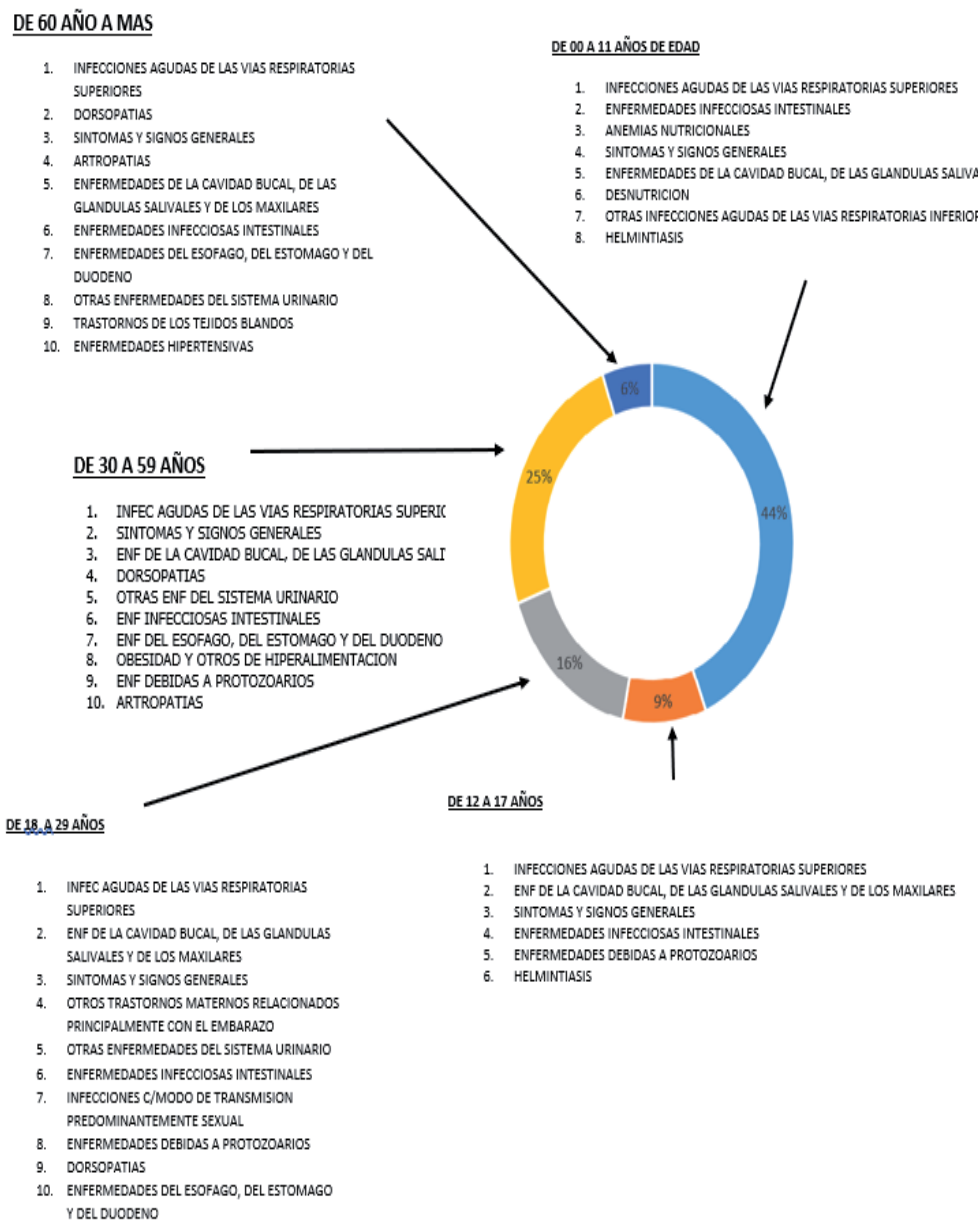 DE 60 AÑO A MAS
1. INFECCIONES AGUDAS DE LAS VIAS RESPIRATORIAS
SUPERIORES
2. DORSOPATIAS
3. SINTOMAS Y SIGNOS GENERALES
4. ARTROPATIAS
5. ENFERMEDADES DE LA CAVIDAD BUCAL, DE LAS
GLANDULAS SALIVALES Y DE LOS MAXILARES
6. ENFERMEDADES INFECCIOSAS INTESTINALES
7. ENFERMEDADES DEL ESOFAGO, DEL ESTOMAGO Y DEL
DUODENO
8. OTRAS ENFERMEDADES DEL SISTEMA URINARIO
9. TRASTORNOS DE LOS TEJIDOS BLANDOS
10. ENFERMEDADES HIPERTENSIVAS
DE 00 A 11 AÑOS DE EDAD
1. INFECCIONES AGUDAS DE LAS VIAS RESPIRATORIAS SUPERIORES
2. ENFERMEDADES INFECCIOSAS INTESTINALES
3. ANEMIAS NUTRICIONALES
4. SINTOMAS Y SIGNOS GENERALES
5. ENFERMEDADES DE LA CAVIDAD BUCAL, DE LAS GLANDULAS SALIVA
6. DESNUTRICION
7. OTRAS INFECCIONES AGUDAS DE LAS VIAS RESPIRATORIAS INFERIOR
8. HELMINTIASIS
6%
25%
44%
16%
9%
DE 30 A 59 AÑOS
1. INFEC AGUDAS DE LAS VIAS RESPIRATORIAS SUPERIC
2. SINTOMAS Y SIGNOS GENERALES
3. ENF DE LA CAVIDAD BUCAL, DE LAS GLANDULAS SALI
4. DORSOPATIAS
5. OTRAS ENF DEL SISTEMA URINARIO
6. ENF INFECCIOSAS INTESTINALES
7. ENF DEL ESOFAGO, DEL ESTOMAGO Y DEL DUODENO
8. OBESIDAD Y OTROS DE HIPERALIMENTACION
9. ENF DEBIDAS A PROTOZOARIOS
10. ARTROPATIAS
DE 18 A 29 AÑOS
1. INFEC AGUDAS DE LAS VIAS RESPIRATORIAS
SUPERIORES
2. ENF DE LA CAVIDAD BUCAL, DE LAS GLANDULAS
SALIVALES Y DE LOS MAXILARES
3. SINTOMAS Y SIGNOS GENERALES
4. OTROS TRASTORNOS MATERNOS RELACIONADOS
PRINCIPALMENTE CON EL EMBARAZO
5. OTRAS ENFERMEDADES DEL SISTEMA URINARIO
6. ENFERMEDADES INFECCIOSAS INTESTINALES
7. INFECCIONES C/MODO DE TRANSMISION
PREDOMINANTEMENTE SEXUAL
8. ENFERMEDADES DEBIDAS A PROTOZOARIOS
9. DORSOPATIAS
10. ENFERMEDADES DEL ESOFAGO, DEL ESTOMAGO
Y DEL DUODENO
DE 12 A 17 AÑOS
1. INFECCIONES AGUDAS DE LAS VIAS RESPIRATORIAS SUPERIORES
2. ENF DE LA CAVIDAD BUCAL, DE LAS GLANDULAS SALIVALES Y DE LOS MAXILARES
3. SINTOMAS Y SIGNOS GENERALES
4. ENFERMEDADES INFECCIOSAS INTESTINALES
5. ENFERMEDADES DEBIDAS A PROTOZOARIOS
6. HELMINTIASIS